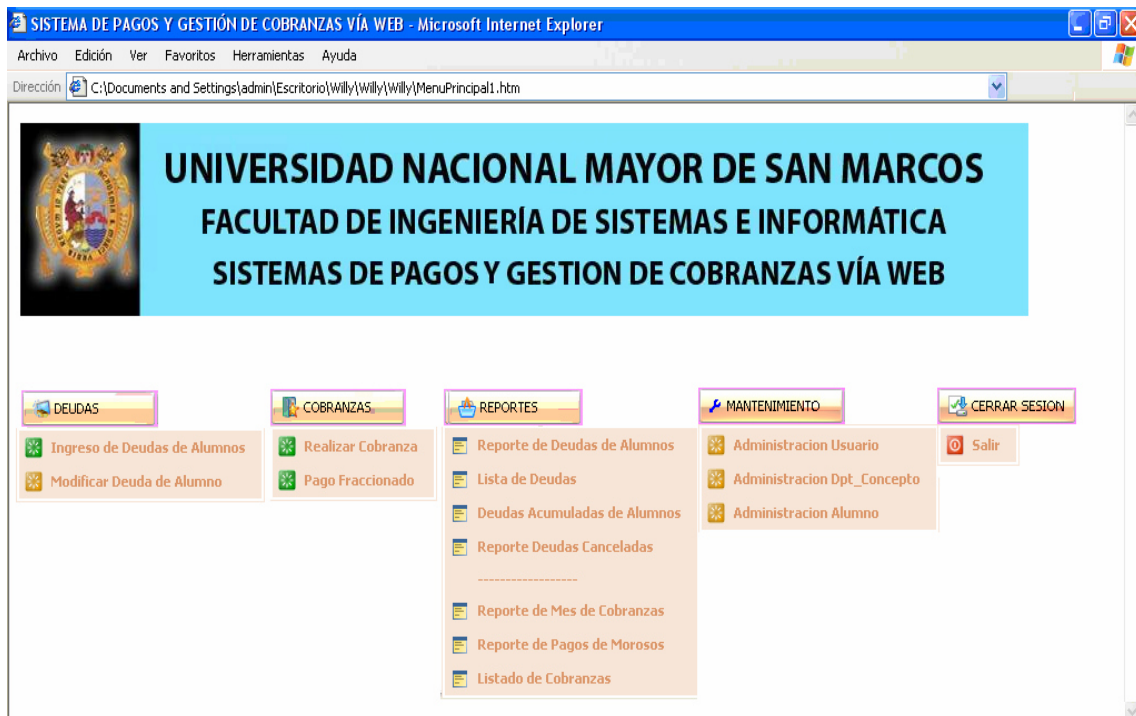 SISTEMA DE PAGOS Y GESTIÓN DE COBRANZAS VÍA WEB - Microsoft Internet Explorer
Archivo Edición Ver Favoritos Herramientas Ayuda
Dirección C:\Documents and Settings\admin\Escritorio\Willy\Willy\Willy\MenuPrincipal1.htm
UNIVERSIDAD NACIONAL MAYOR DE SAN MARCOS
FACULTAD DE INGENIERÍA DE SISTEMAS E INFORMÁTICA
SISTEMAS DE PAGOS Y GESTION DE COBRANZAS VÍA WEB
DEUDAS
Ingreso de Deudas de Alumnos
Modificar Deuda de Alumno
COBRANZAS
Realizar Cobranza
Pago Fraccionado
REPORTES
Reporte de Deudas de Alumnos
Lista de Deudas
Deudas Acumuladas de Alumnos
Reporte Deudas Canceladas
------------------
Reporte de Mes de Cobranzas
Reporte de Pagos de Morosos
Listado de Cobranzas
MANTENIMIENTO
Administracion Usuario
Administracion Dpt_Concepto
Administracion Alumno
CERRAR SESION
Salir